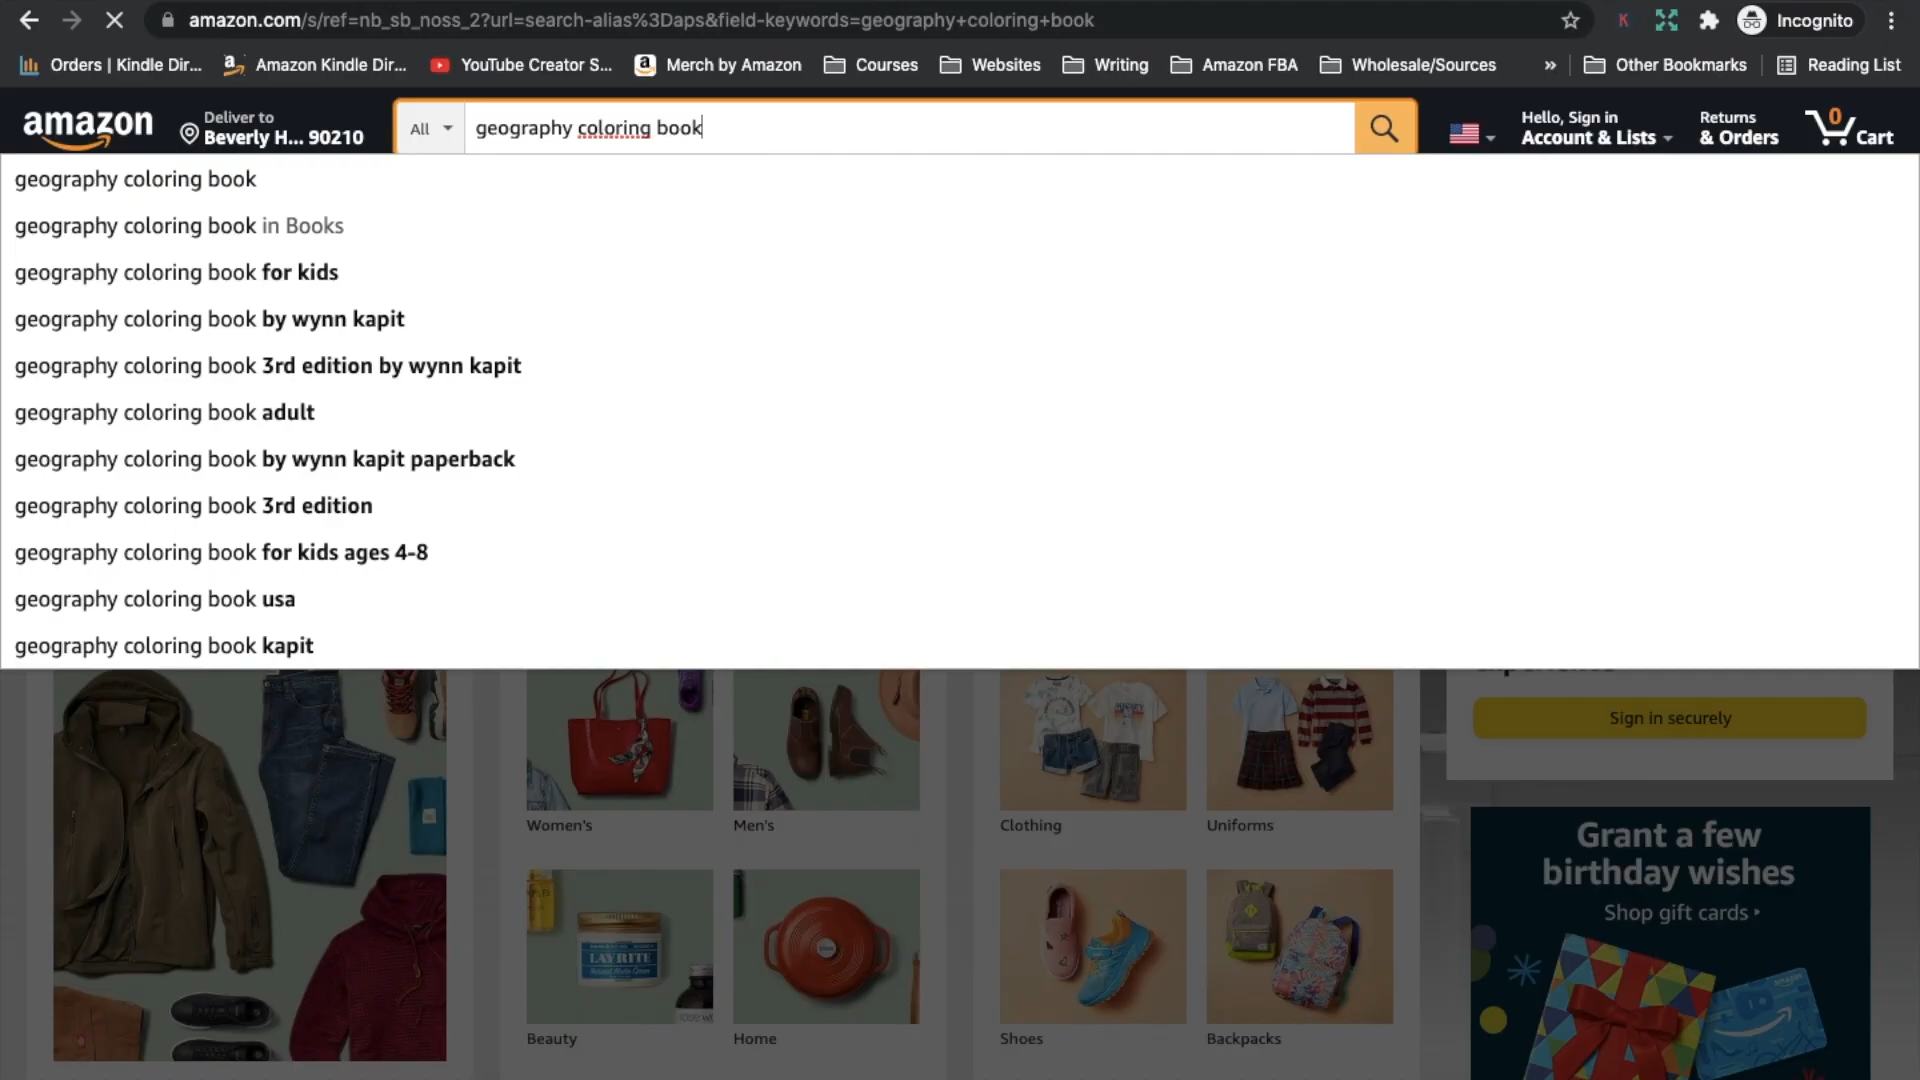 amazon.com/s/ref=nb_sb_noss_2?url=search-alias%3Daps&field-keywords=geography+coloring+book
K
Incognito
Orders | Kindle Dir...
Amazon Kindle Dir...
YouTube Creator S...
Merch by Amazon
Courses
Websites
Writing
Amazon FBA
Wholesale/Sources
»
Other Bookmarks
Reading List
amazon
Deliver to
Beverly H... 90210
All
geography coloring book
Hello, Sign in
Account & Lists
Returns
& Orders
0
Cart
geography coloring book
geography coloring book in Books
geography coloring book for kids
geography coloring book by wynn kapit
geography coloring book 3rd edition by wynn kapit
geography coloring book adult
geography coloring book by wynn kapit paperback
geography coloring book 3rd edition
geography coloring book for kids ages 4-8
geography coloring book usa
geography coloring book kapit
Sign in securely
Women's
Men's
Clothing
Uniforms
Grant a few
birthday wishes
Shop gift cards
LAYRITE
Beauty
Home
Shoes
Backpacks